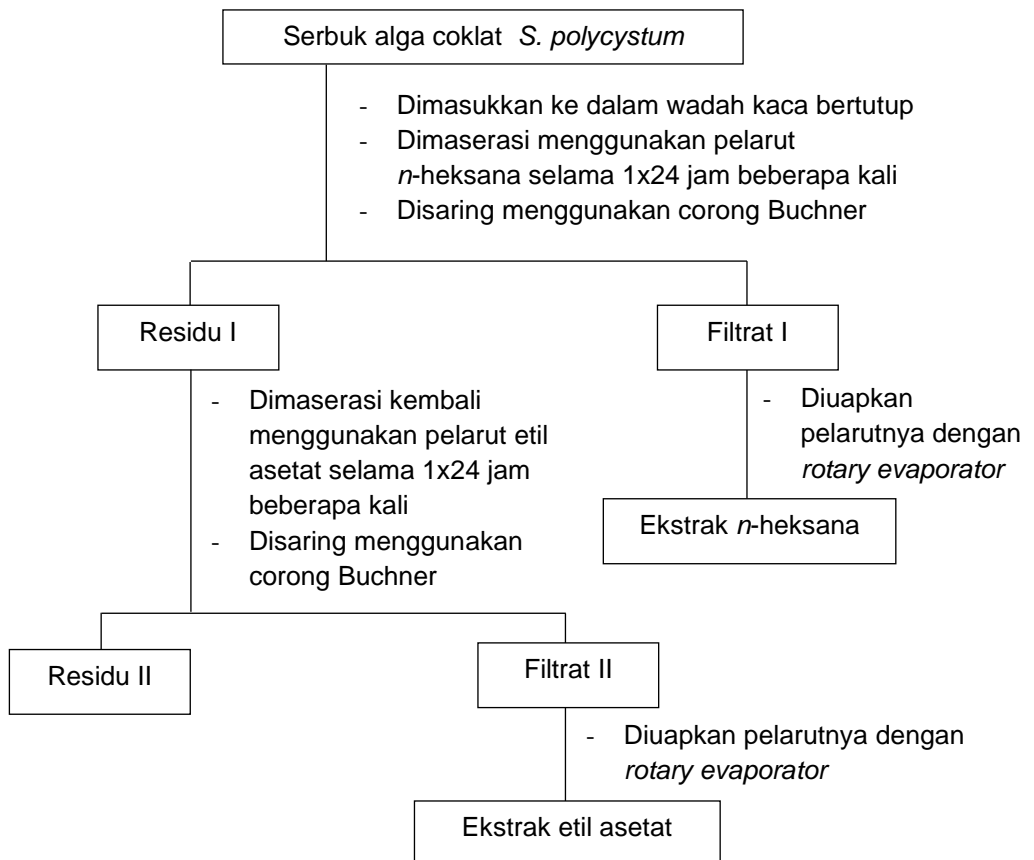 Serbuk alga coklat S. polycystum
- Dimasukkan ke dalam wadah kaca bertutup
- Dimaserasi menggunakan pelarut
n-heksana selama 1x24 jam beberapa kali
- Disaring menggunakan corong Buchner
Residu I
Filtrat I
- Dimaserasi kembali
menggunakan pelarut etil
asetat selama 1x24 jam
beberapa kali
- Disaring menggunakan
corong Buchner
- Diuapkan
pelarutnya dengan
rotary evaporator
Ekstrak n-heksana
Residu II
Filtrat II
- Diuapkan pelarutnya dengan
rotary evaporator
Ekstrak etil asetat